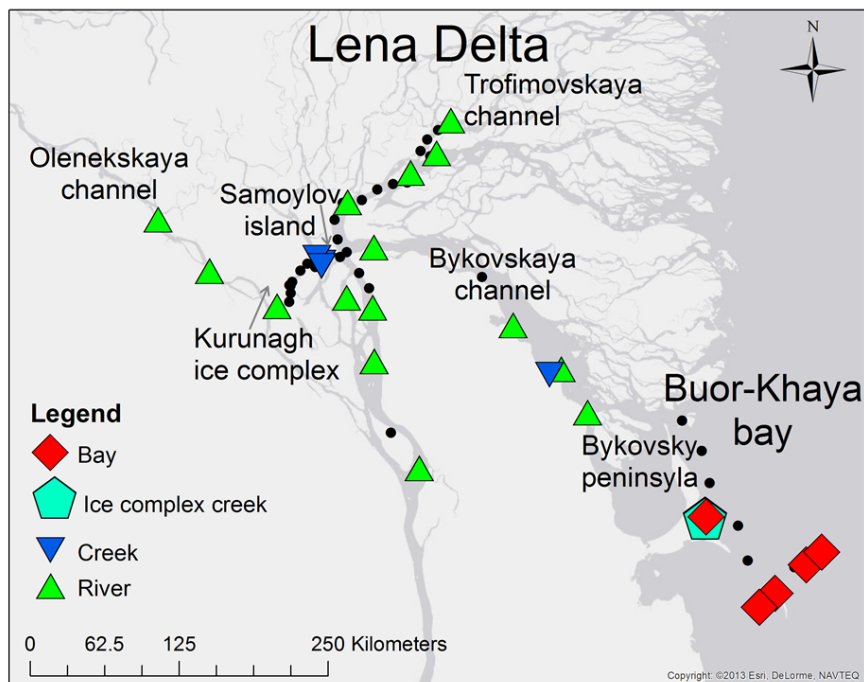 Lena Delta
N
Trofimovskaya
channel
Olenekskaya
channel
Samoylov
island
Bykovskaya
channel
Kurunagh
ice complex
Buor-Khaya
bay
Bykovsky
peninsyla
Legend
Bay
Ice complex creek
Creek
River
0 62.5 125 250 Kilometers
Copyright: ©2013 Esri, DeLorme, NAVTEQ